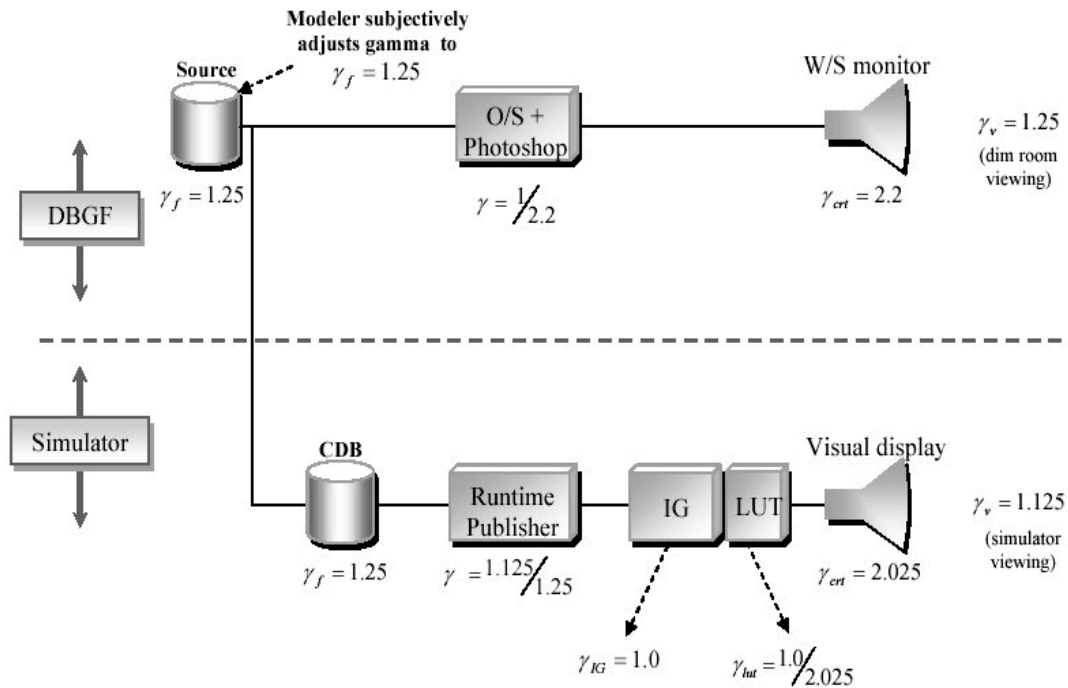 Modeler subjectively
adjusts gamma to
γf = 1.25
Source
γf = 1.25
O/S +
Photoshop
γ = 1/2.2
W/S monitor
γcrt = 2.2
γv = 1.25
(dim room
viewing)
DBGF
Simulator
CDB
γf = 1.25
Runtime
Publisher
γ = 1.125/1.25
IG
LUT
γIG = 1.0
γlut = 1.0/2.025
Visual display
γcrt = 2.025
γv = 1.125
(simulator
viewing)